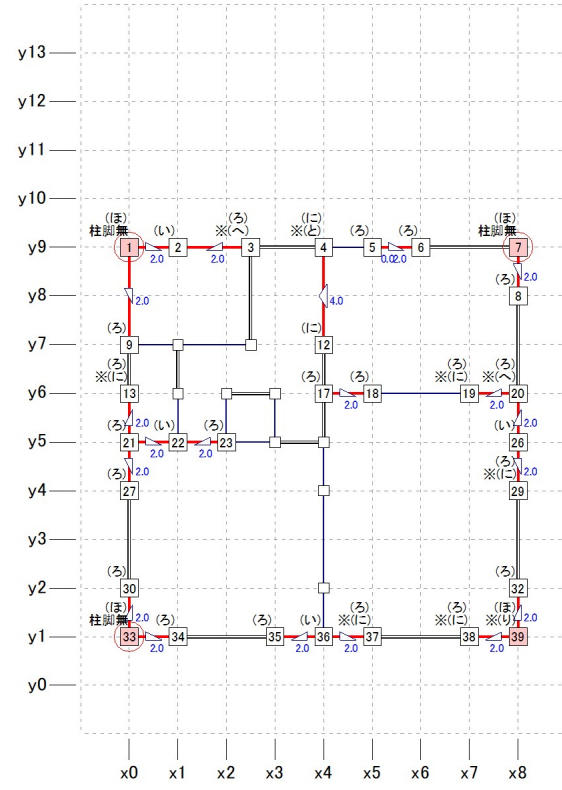 y13
y12
y11
y10
(ほ) (い) (ろ) (に) (ろ) (ろ) (ほ)
柱脚無 ※(へ) ※(と) 柱脚無
y9 1 2 3 4 5 6 7
2.0 2.0 0.0 2.0 2.0
y8 2.0 4.0 8
(ろ) (に) (ろ)
y7 9 12
(ろ) (ろ) (ろ) (ろ) (ろ)
※(に) ※(に) ※(へ)
y6 13 17 18 19 20
2.0 2.0 2.0 2.0
(ろ) (い) (ろ) (い)
y5 21 22 23 26
2.0 2.0 2.0 2.0
(ろ) (ろ)
※(に)
y4 27 29
y3
(ろ) (ろ)
y2 30 32
(ほ) (ろ) (ろ) (い) (ろ) (ろ) (ほ)
柱脚無 2.0 ※(に) ※(に) ※(り) 2.0
y1 33 34 35 36 37 38 39
2.0 2.0 2.0 2.0
y0
x0 x1 x2 x3 x4 x5 x6 x7 x8